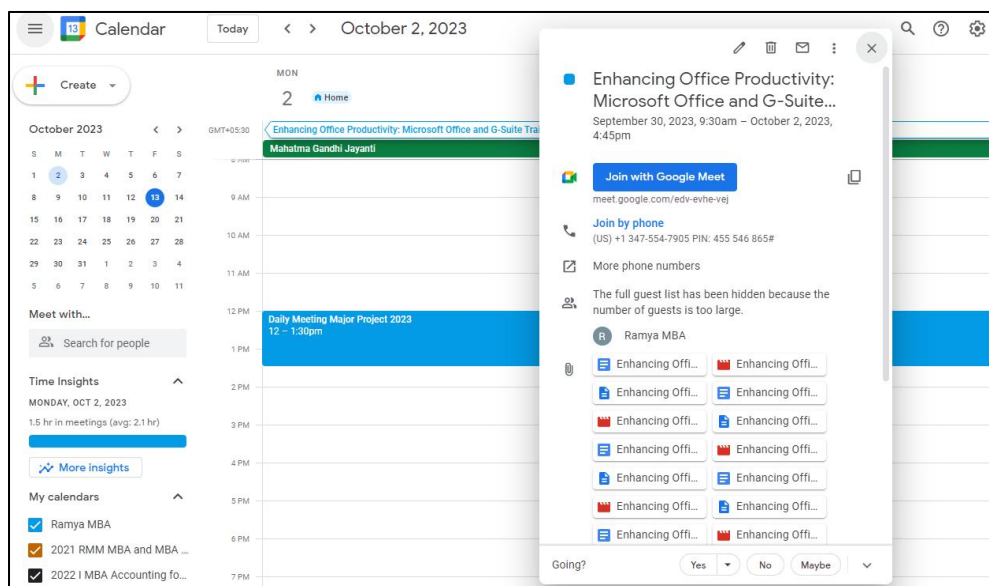 13 Calendar
Today
October 2, 2023
Create
October 2023
S M T W T F S
1 2 3 4 5 6 7
8 9 10 11 12 13 14
15 16 17 18 19 20 21
22 23 24 25 26 27 28
29 30 31 1 2 3 4
5 6 7 8 9 10 11
Meet with...
Search for people
Time Insights
MONDAY, OCT 2, 2023
1.5 hr in meetings (avg: 2.1 hr)
More insights
My calendars
Ramya MBA
2021 RMM MBA and MBA ...
2022 I MBA Accounting fo...
MON
2 Home
GMT+05:30
Enhancing Office Productivity: Microsoft Office and G-Suite Tra
Mahatma Gandhi Jayanti
8 AM
9 AM
10 AM
11 AM
12 PM
Daily Meeting Major Project 2023
12 – 1:30pm
1 PM
2 PM
3 PM
4 PM
5 PM
6 PM
7 PM
Enhancing Office Productivity:
Microsoft Office and G-Suite...
September 30, 2023, 9:30am – October 2, 2023,
4:45pm
Join with Google Meet
meet.google.com/edv-evhe-vej
Join by phone
(US) +1 347-554-7905 PIN: 455 546 865#
More phone numbers
The full guest list has been hidden because the
number of guests is too large.
R Ramya MBA
Enhancing Offi... Enhancing Offi...
Enhancing Offi... Enhancing Offi...
Enhancing Offi... Enhancing Offi...
Enhancing Offi... Enhancing Offi...
Enhancing Offi... Enhancing Offi...
Enhancing Offi... Enhancing Offi...
Enhancing Offi... Enhancing Offi...
Going? Yes No Maybe